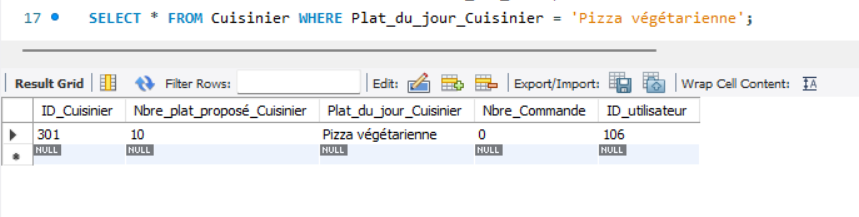 17 SELECT * FROM Cuisinier WHERE Plat_du_jour_Cuisinier = 'Pizza végétarienne';
Result Grid Filter Rows: Edit: Export/Import: Wrap Cell Content: IA
ID_Cuisinier Nbre_plat_proposé_Cuisinier Plat_du_jour_Cuisinier Nbre_Commande ID_utilisateur
301 10 Pizza végétarienne 0 106
NULL NULL NULL NULL NULL